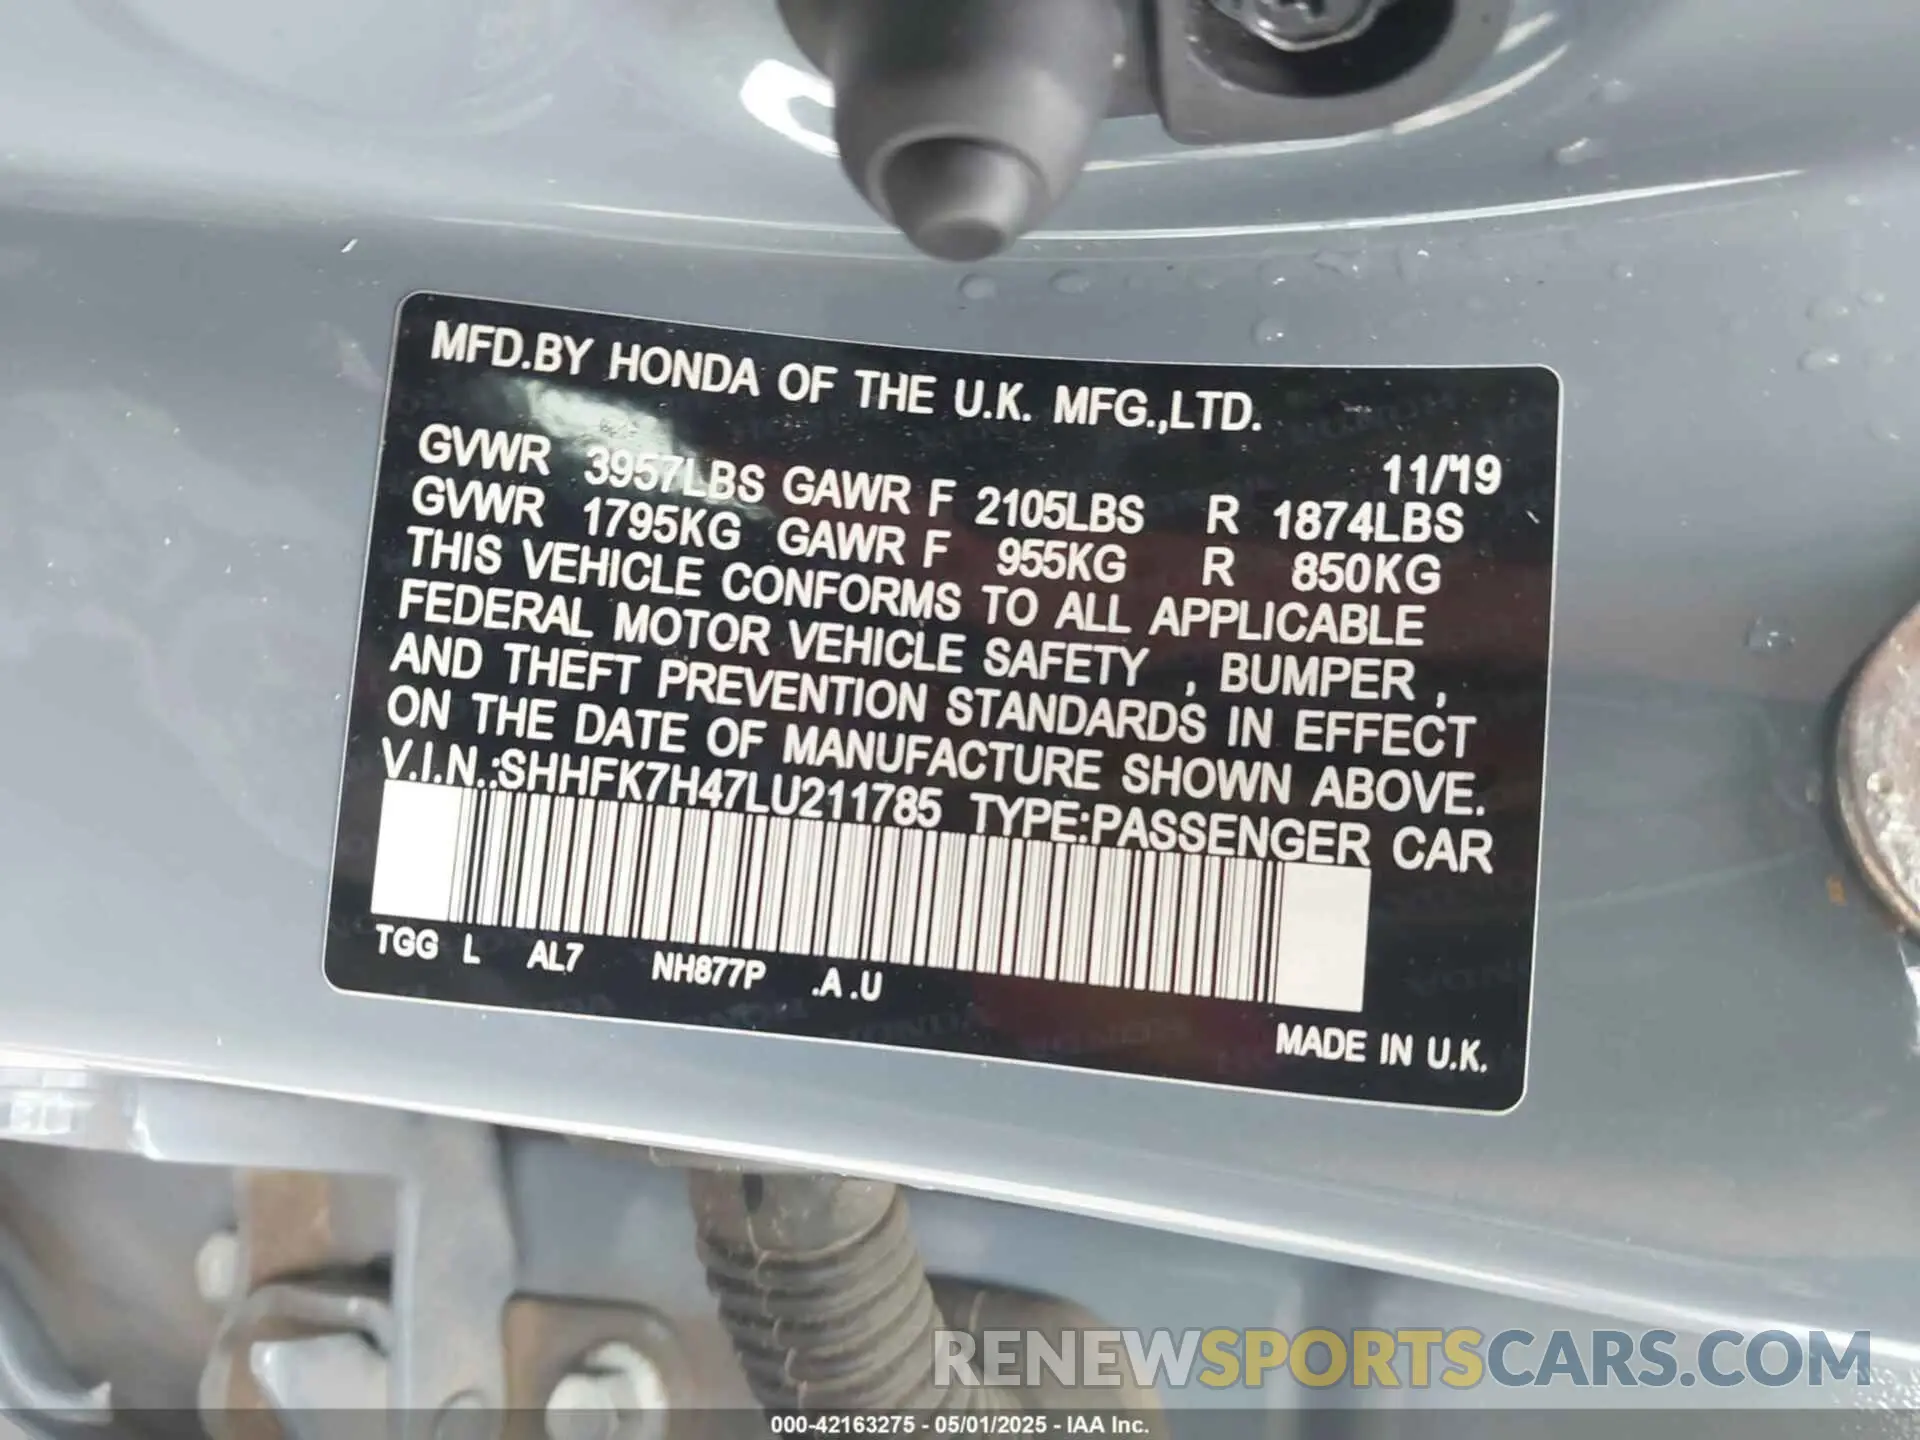 MFD.BY HONDA OF THE U.K. MFG.,LTD.
11/'19
GVWR 3957LBS GAWR F 2105LBS R 1874LBS
GVWR 1795KG GAWR F 955KG R 850KG
THIS VEHICLE CONFORMS TO ALL APPLICABLE
FEDERAL MOTOR VEHICLE SAFETY , BUMPER ,
AND THEFT PREVENTION STANDARDS IN EFFECT
ON THE DATE OF MANUFACTURE SHOWN ABOVE.
V.I.N.:SHHFK7H47LU211785 TYPE:PASSENGER CAR
TGG L AL7 NH877P .A .U
MADE IN U.K.
RENEWSPORTSCARS.COM
000-42163275 - 05/01/2025 - IAA Inc.